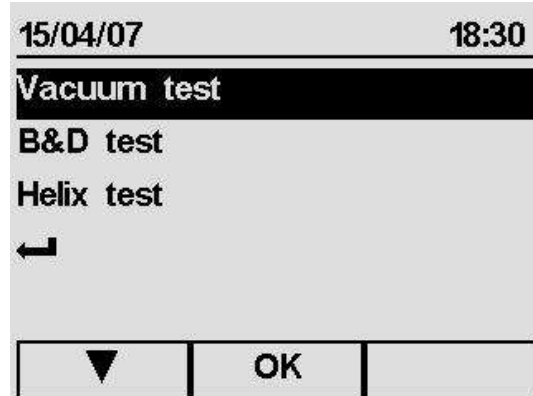 15/04/07 18:30
Vacuum test
B&D test
Helix test
OK